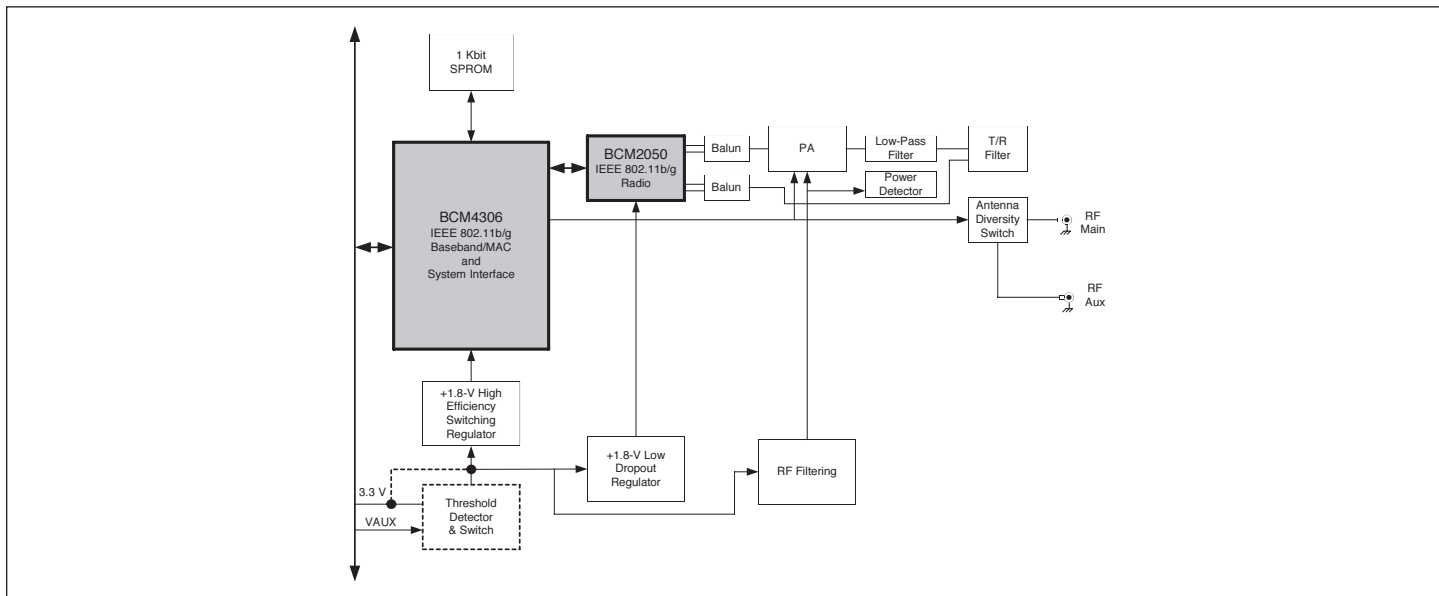 1 Kbit
SPROM
BCM4306
IEEE 802.11b/g
Baseband/MAC
and
System Interface
BCM2050
IEEE 802.11b/g
Radio
Balun
Balun
PA
Low-Pass
Filter
T/R
Filter
Power
Detector
Antenna
Diversity
Switch
RF
Main
RF
Aux
+1.8-V High
Efficiency
Switching
Regulator
+1.8-V Low
Dropout
Regulator
RF Filtering
3.3 V
VAUX
Threshold
Detector
& Switch